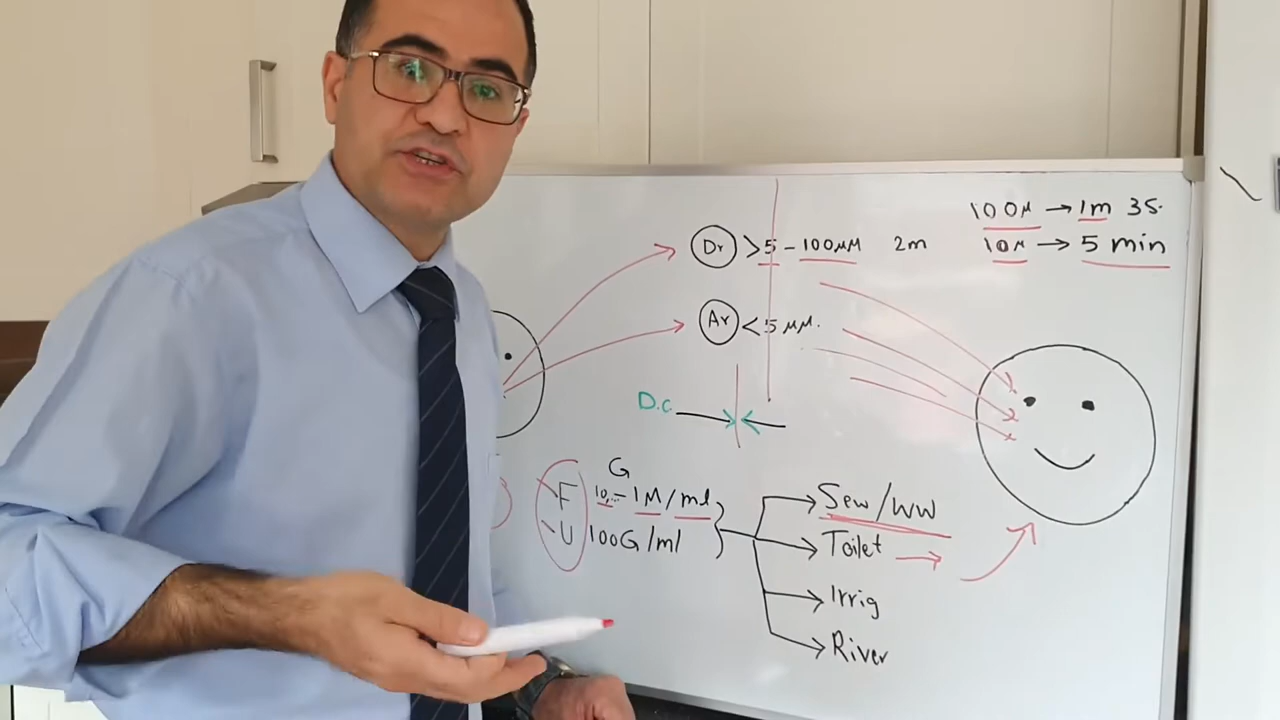 Dr >5 - 100μM 2m
100μ → 1m 3S.
10μ → 5 min
Ar <5 μM.
D.c.
G
F 10 - 1M/ml
U 100G/ml
Sew/WW
Toilet
Irrig
River